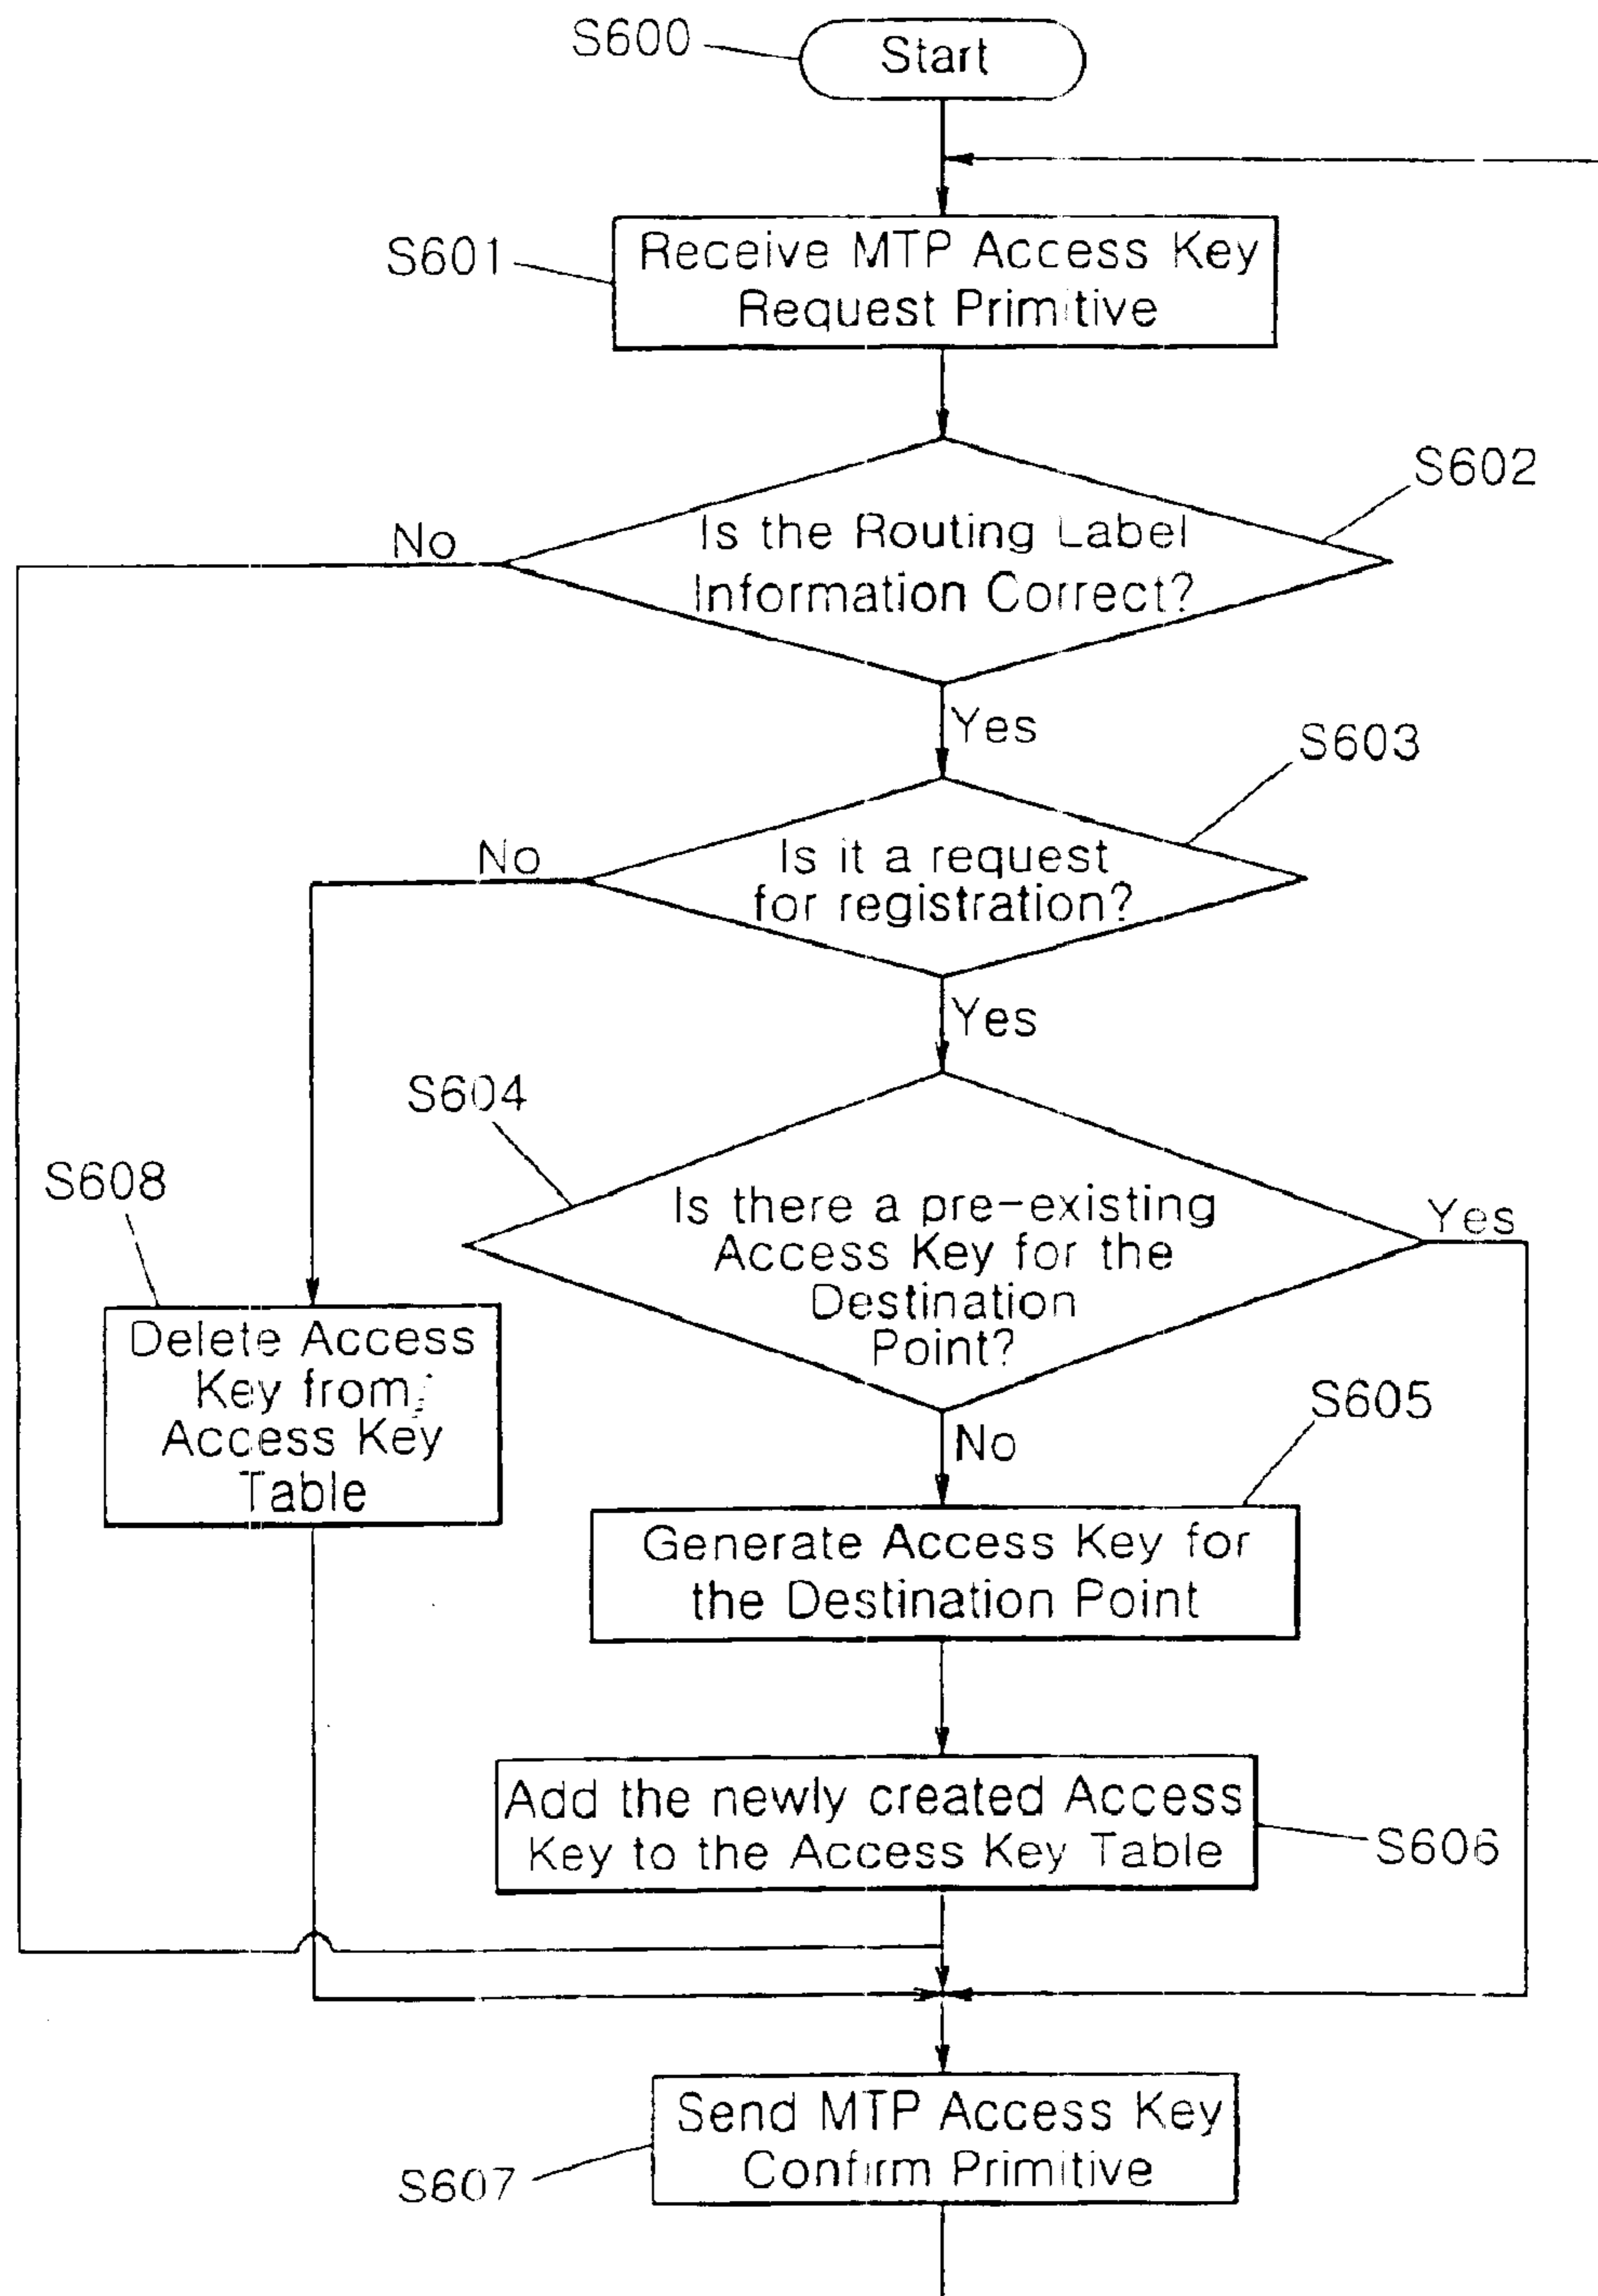 S600
Start
S601
Receive MTP Access Key
Request Primitive
S602
No
Is the Routing Label
Information Correct?
Yes
S603
No
Is it a request
for registration?
Yes
S604
S608
Is there a pre-existing
Access Key for the
Destination
Point?
Yes
Delete Access
Key from
Access Key
Table
S605
No
Generate Access Key for
the Destination Point
Add the newly created Access
Key to the Access Key Table
S606
Send MTP Access Key
Confirm Primitive
S607